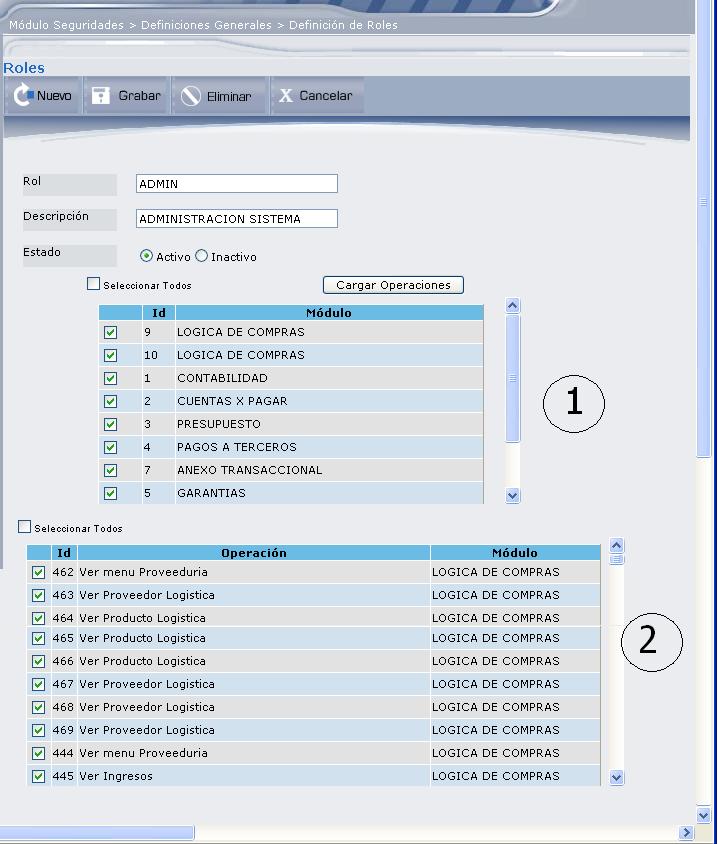 Módulo Seguridades > Definiciones Generales > Definición de Roles
Roles
Nuevo Grabar Eliminar X Cancelar
Rol ADMIN
Descripción ADMINISTRACION SISTEMA
Estado Activo Inactivo
Seleccionar Todos Cargar Operaciones
Id Módulo
9 LOGICA DE COMPRAS
10 LOGICA DE COMPRAS
1 CONTABILIDAD
2 CUENTAS X PAGAR
3 PRESUPUESTO
4 PAGOS A TERCEROS
7 ANEXO TRANSACCIONAL
5 GARANTIAS
1
Seleccionar Todos
Id Operación Módulo
462 Ver menu Proveeduria LOGICA DE COMPRAS
463 Ver Proveedor Logistica LOGICA DE COMPRAS
464 Ver Producto Logistica LOGICA DE COMPRAS
465 Ver Producto Logistica LOGICA DE COMPRAS
466 Ver Producto Logistica LOGICA DE COMPRAS
467 Ver Proveedor Logistica LOGICA DE COMPRAS
468 Ver Proveedor Logistica LOGICA DE COMPRAS
469 Ver Proveedor Logistica LOGICA DE COMPRAS
444 Ver menu Proveeduria LOGICA DE COMPRAS
445 Ver Ingresos LOGICA DE COMPRAS
2